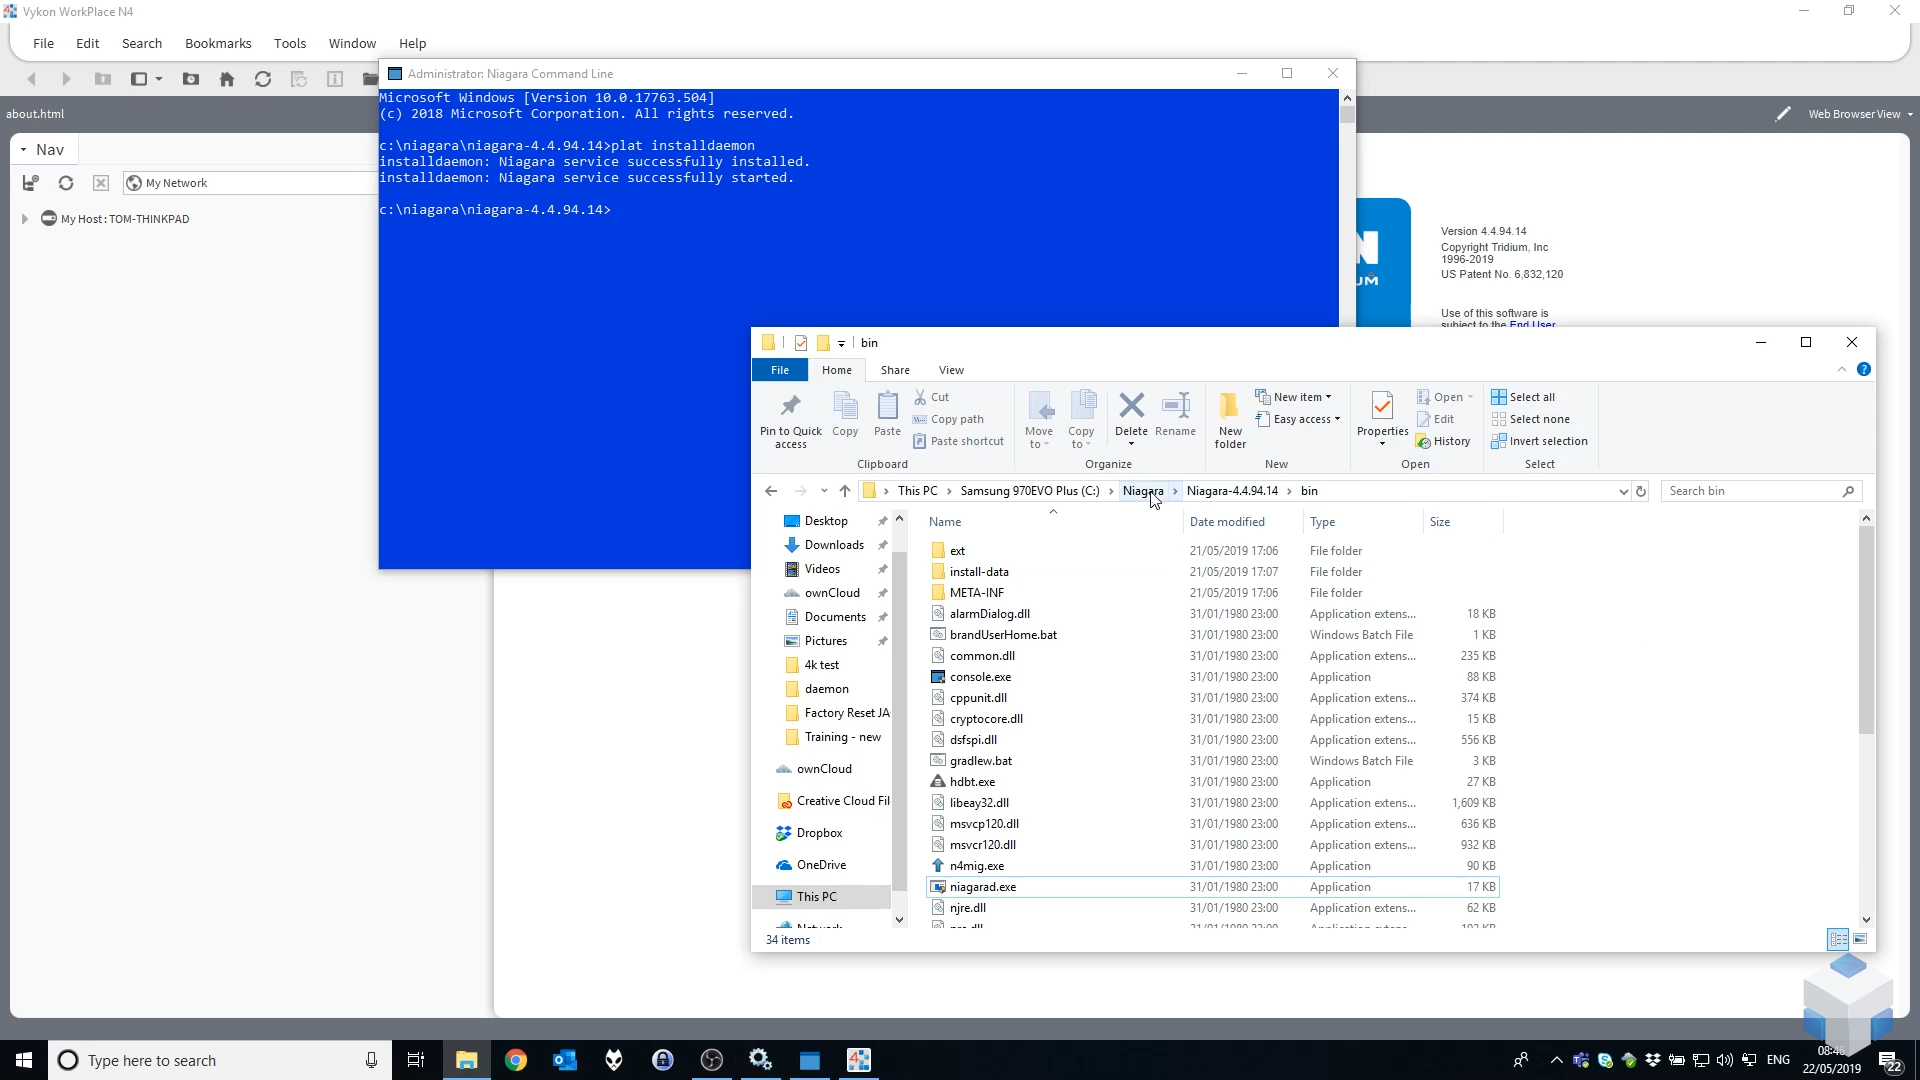 Vykon WorkPlace N4
File Edit Search Bookmarks Tools Window Help
about.html
Web Browser View
Nav
My Network
My Host : TOM-THINKPAD
Administrator: Niagara Command Line
Microsoft Windows [Version 10.0.17763.504]
(c) 2018 Microsoft Corporation. All rights reserved.
c:\niagara\niagara-4.4.94.14>plat installdaemon
installdaemon: Niagara service successfully installed.
installdaemon: Niagara service successfully started.
c:\niagara\niagara-4.4.94.14>
Version 4.4.94.14
Copyright Tridium, Inc
1996-2019
US Patent No. 6,832,120
Use of this software is
subject to the End User
bin
File Home Share View
Pin to Quick access
Copy
Paste
Cut
Copy path
Paste shortcut
Clipboard
Move to
Copy to
Delete
Rename
Organize
New folder
New item
Easy access
New
Properties
Open
Edit
History
Open
Select all
Select none
Invert selection
Select
This PC > Samsung 970EVO Plus (C:) > Niagara > Niagara-4.4.94.14 > bin
Search bin
Desktop
Downloads
Videos
ownCloud
Documents
Pictures
4k test
daemon
Factory Reset JA
Training - new
ownCloud
Creative Cloud Fil
Dropbox
OneDrive
This PC
Name Date modified Type Size
ext 21/05/2019 17:06 File folder
install-data 21/05/2019 17:07 File folder
META-INF 21/05/2019 17:06 File folder
alarmDialog.dll 31/01/1980 23:00 Application extens... 18 KB
brandUserHome.bat 31/01/1980 23:00 Windows Batch File 1 KB
common.dll 31/01/1980 23:00 Application extens... 235 KB
console.exe 31/01/1980 23:00 Application 88 KB
cppunit.dll 31/01/1980 23:00 Application extens... 374 KB
cryptocore.dll 31/01/1980 23:00 Application extens... 15 KB
dsfspi.dll 31/01/1980 23:00 Application extens... 556 KB
gradlew.bat 31/01/1980 23:00 Windows Batch File 3 KB
hdbt.exe 31/01/1980 23:00 Application 27 KB
libeay32.dll 31/01/1980 23:00 Application extens... 1,609 KB
msvcp120.dll 31/01/1980 23:00 Application extens... 636 KB
msvcr120.dll 31/01/1980 23:00 Application extens... 932 KB
n4mig.exe 31/01/1980 23:00 Application 90 KB
niagarad.exe 31/01/1980 23:00 Application 17 KB
njre.dll 31/01/1980 23:00 Application extens... 62 KB
34 items
Type here to search
ENG
08:46
22/05/2019
22